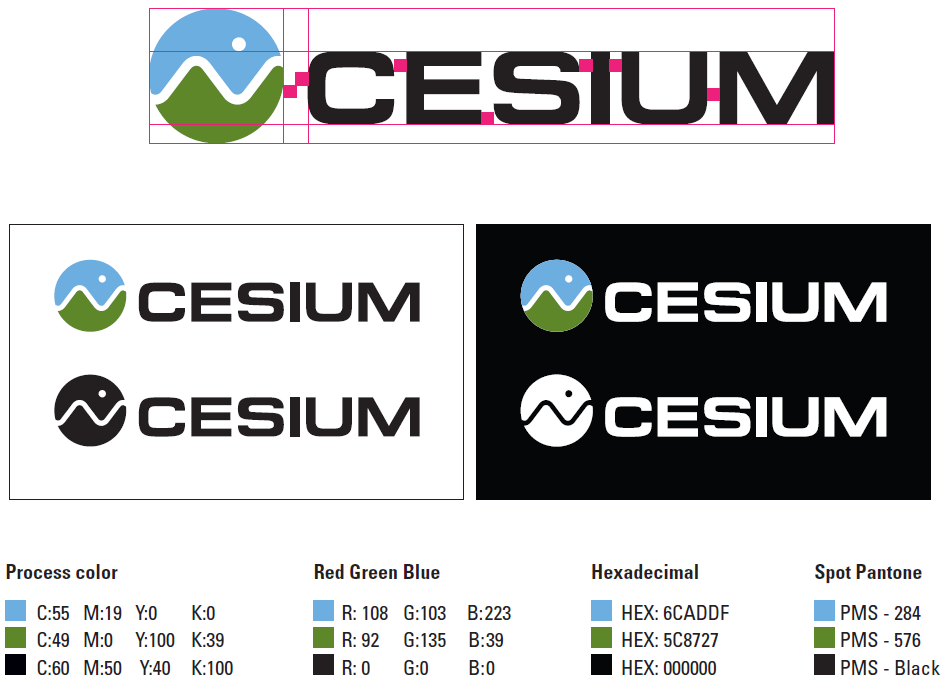 CESIUM
CESIUM CESIUM
CESIUM CESIUM
Process color Red Green Blue Hexadecimal Spot Pantone
C:55 M:19 Y:0 K:0 R: 108 G:103 B:223 HEX: 6CADDF PMS - 284
C:49 M:0 Y:100 K:39 R: 92 G:135 B:39 HEX: 5C8727 PMS - 576
C:60 M:50 Y:40 K:100 R: 0 G:0 B:0 HEX: 000000 PMS - Black